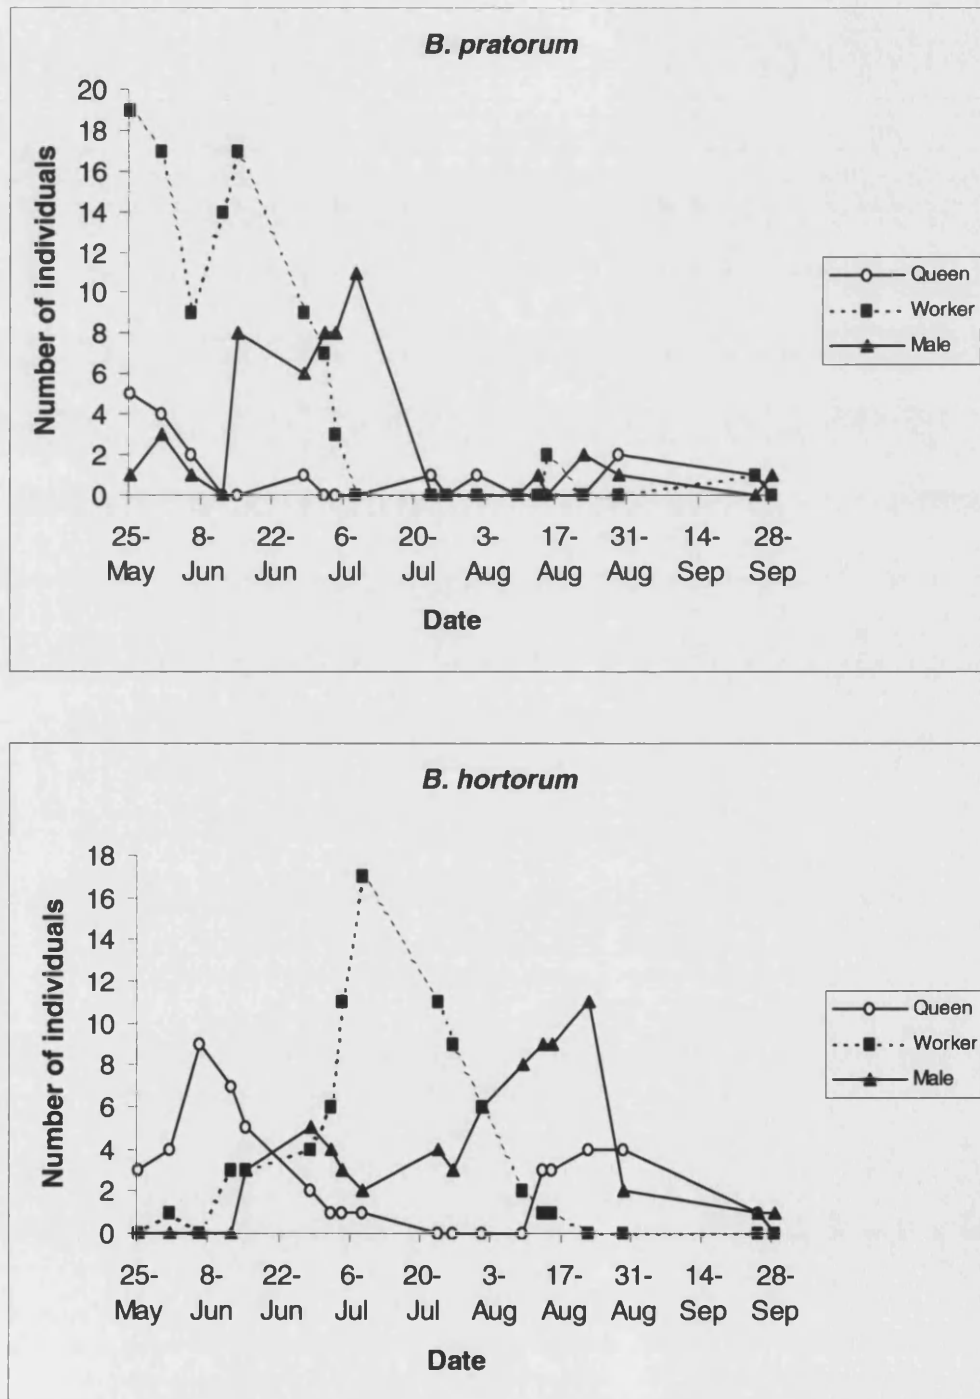 B. pratorum
20
18
16
14
12
10
8
6
4
2
0
Number of individuals
25- 8- 22- 6- 20- 3- 17- 31- 14- 28-
May Jun Jun Jul Jul Aug Aug Aug Sep Sep
Date
Queen
Worker
Male
B. hortorum
18
16
14
12
10
8
6
4
2
0
Number of individuals
25- 8- 22- 6- 20- 3- 17- 31- 14- 28-
May Jun Jun Jul Jul Aug Aug Aug Sep Sep
Date
Queen
Worker
Male